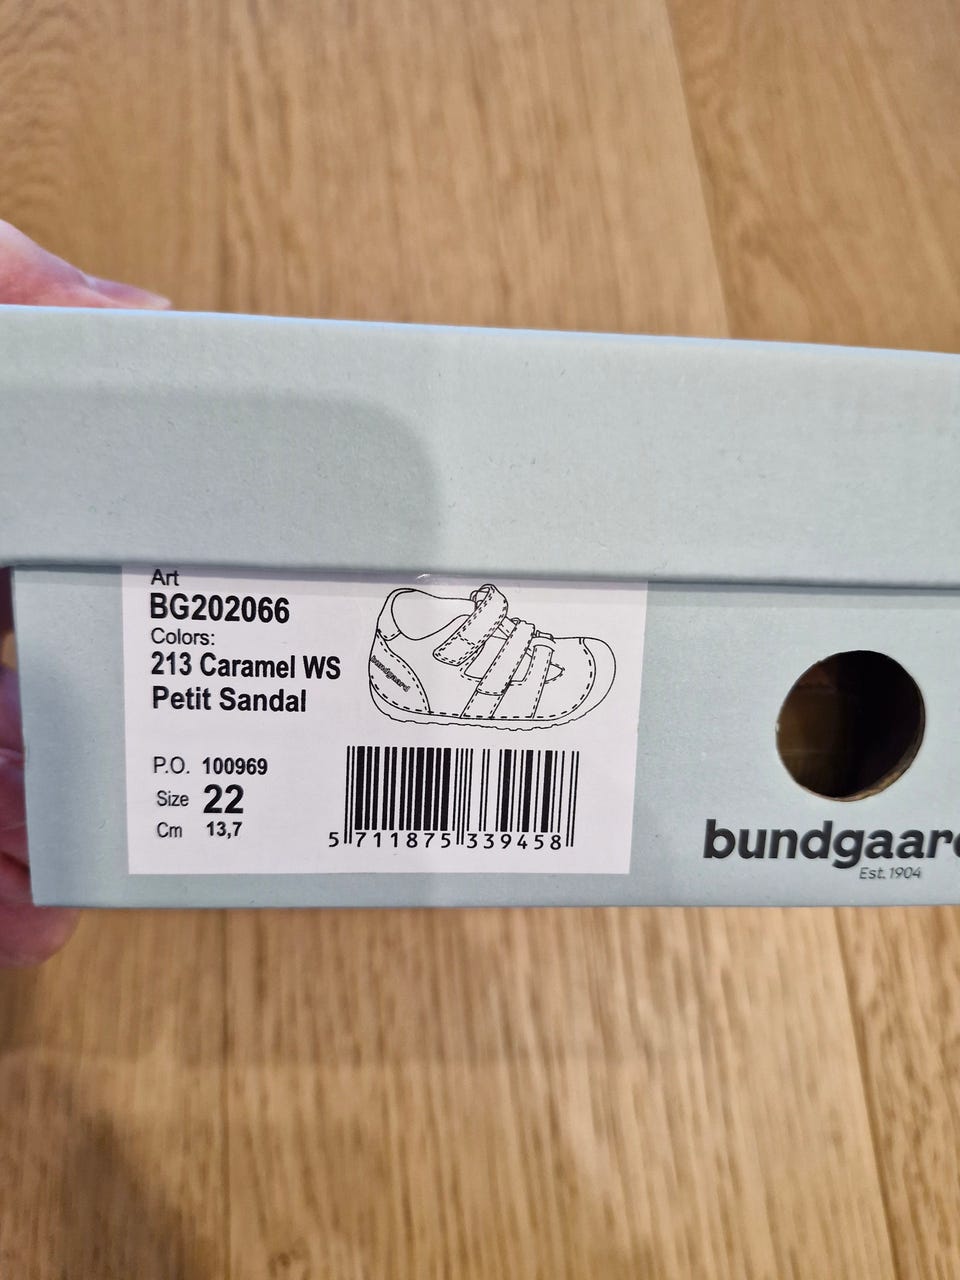 Art
BG202066
Colors:
213 Caramel WS
Petit Sandal
bundgaard
P.O. 100969
Size 22
Cm 13,7
5 711875 339458
bundgaard
Est. 1904